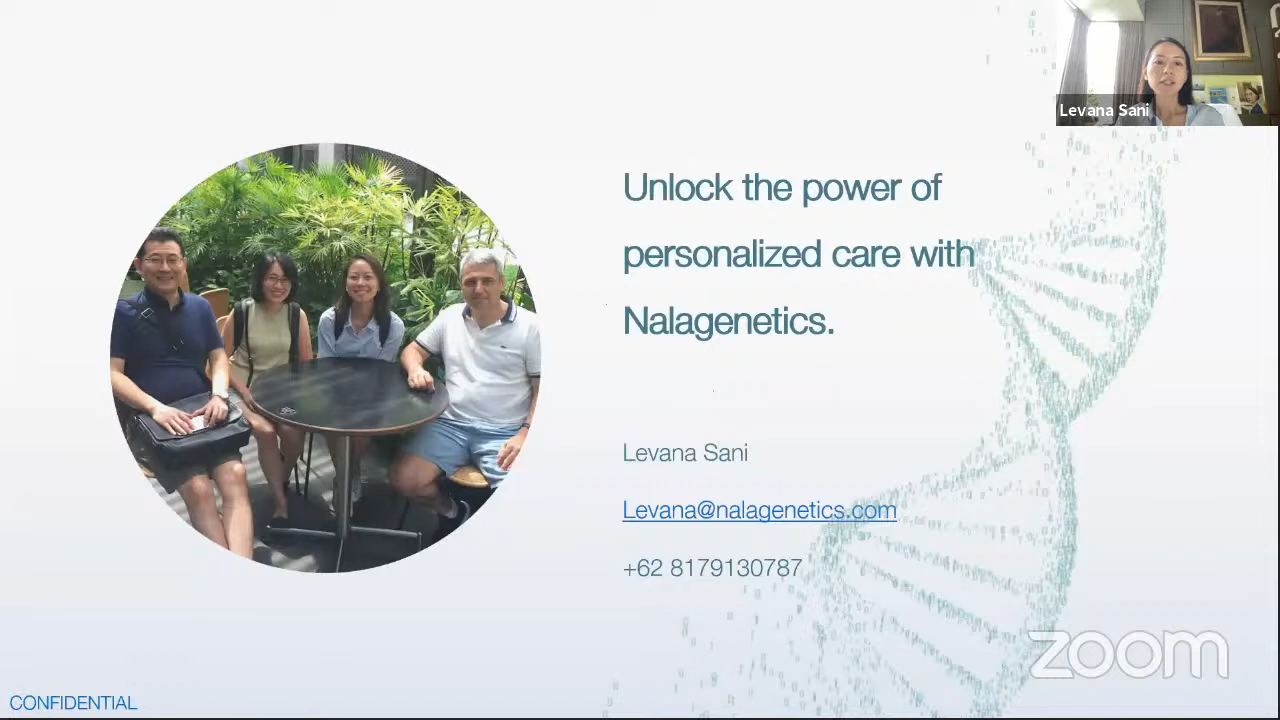 Levana Sani
Unlock the power of
personalized care with
Nalagenetics.
Levana Sani
Levana@nalagenetics.com
+62 8179130787
zoom
CONFIDENTIAL